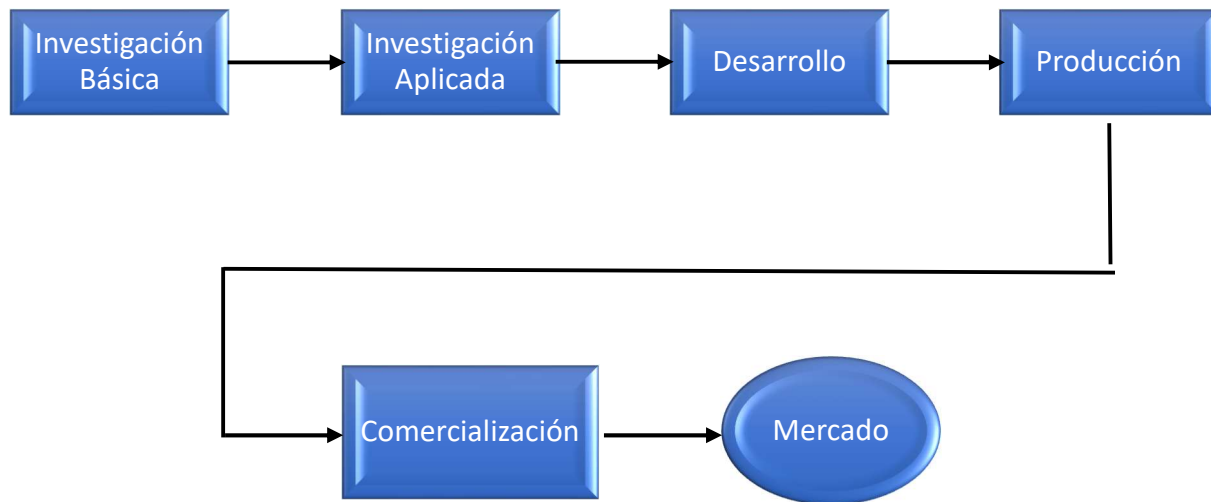 Investigación
Básica
Investigación
Aplicada
Desarrollo
Producción
Comercialización
Mercado